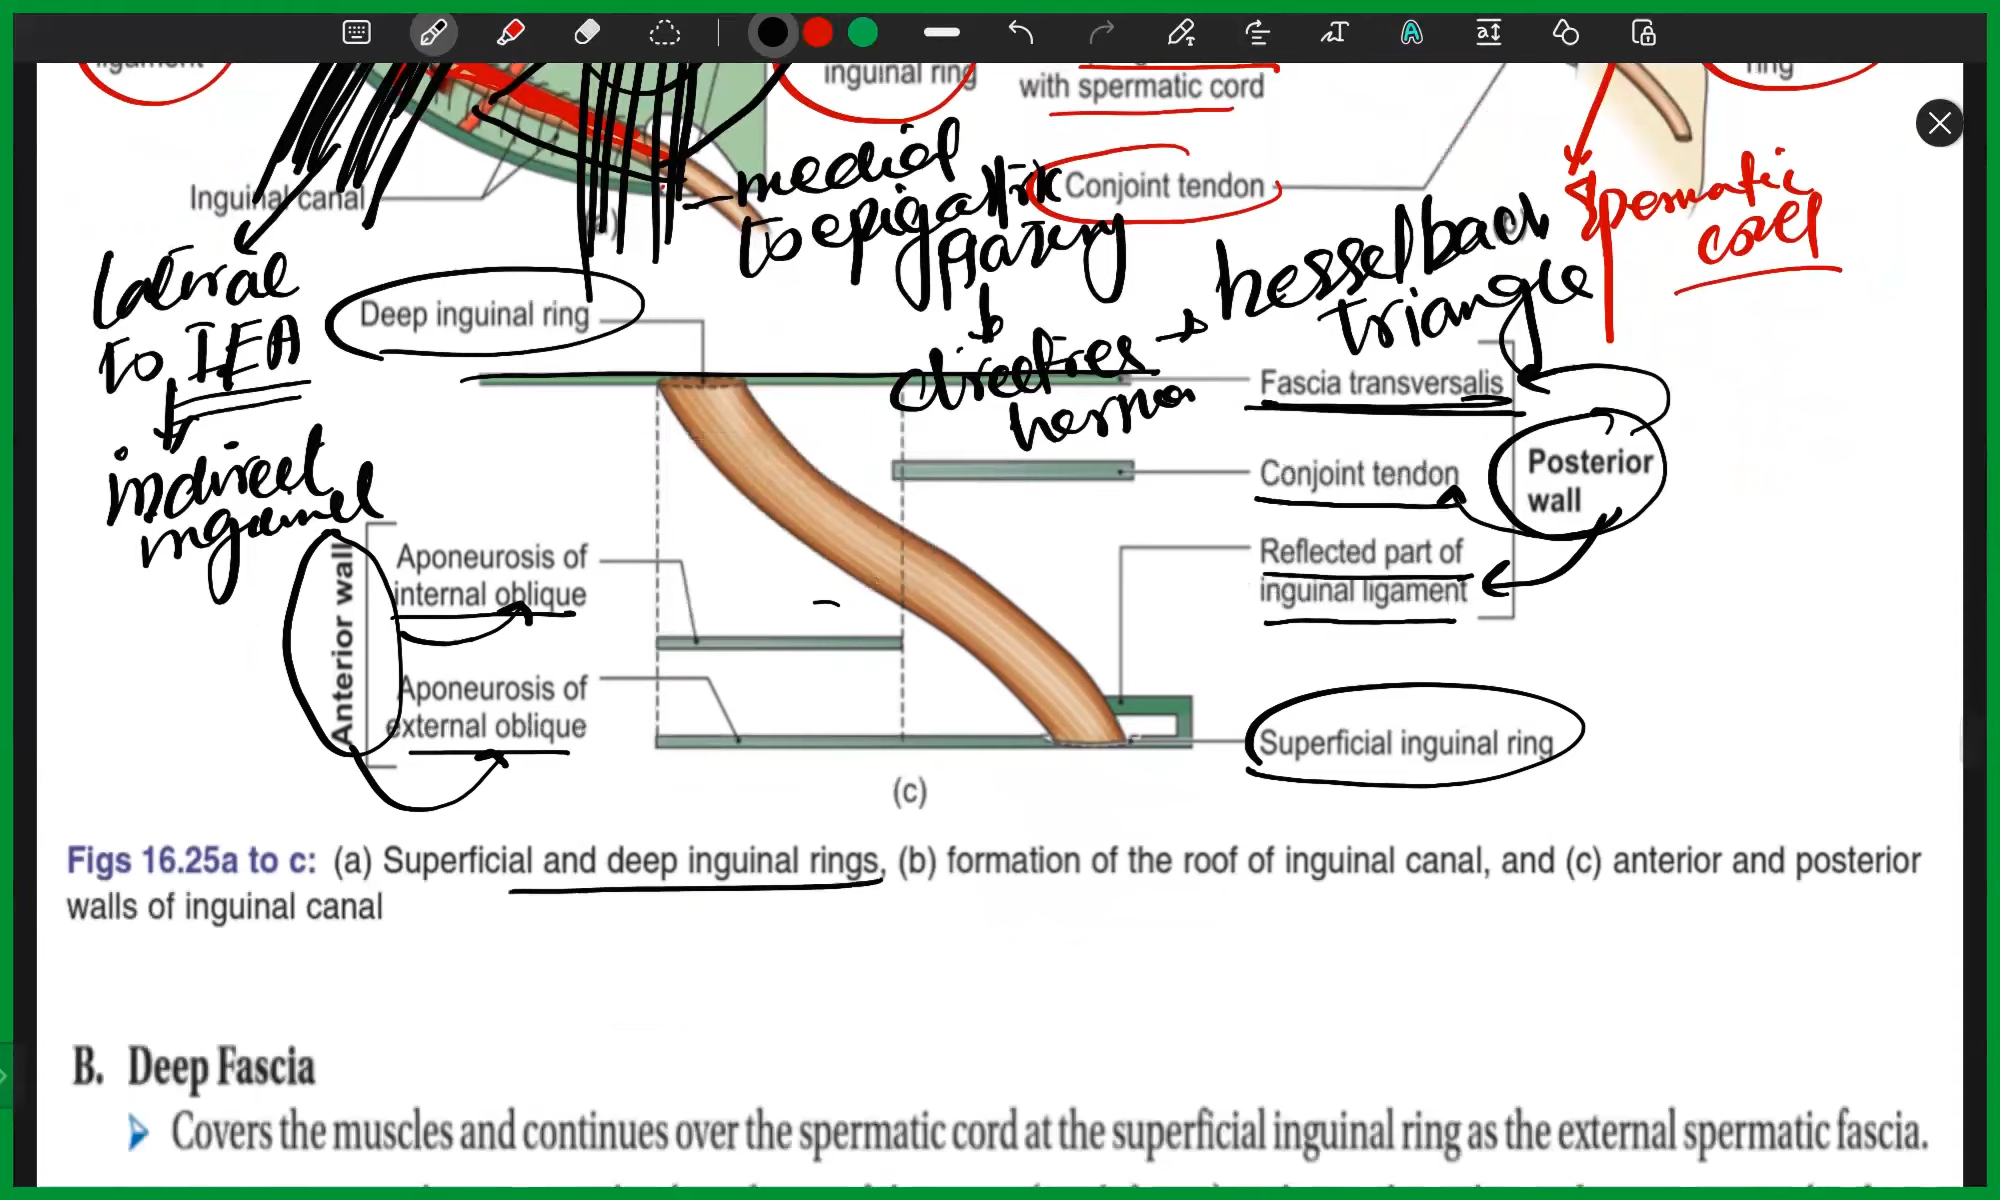 ligament
inguinal ring
with spermatic cord
ring
Inguinal canal
medial
to epigastric
Conjoint tendon
spermatic
cord
hesselbach
triangle
lateral
to IEA
indirect
inguinal
Deep inguinal ring
hernia
Fascia transversalis
Conjoint tendon
Posterior
wall
Reflected part of
inguinal ligament
Anterior wall
Aponeurosis of
internal oblique
Aponeurosis of
external oblique
Superficial inguinal ring
(c)
Figs 16.25a to c: (a) Superficial and deep inguinal rings, (b) formation of the roof of inguinal canal, and (c) anterior and posterior
walls of inguinal canal
B. Deep Fascia
Covers the muscles and continues over the spermatic cord at the superficial inguinal ring as the external spermatic fascia.